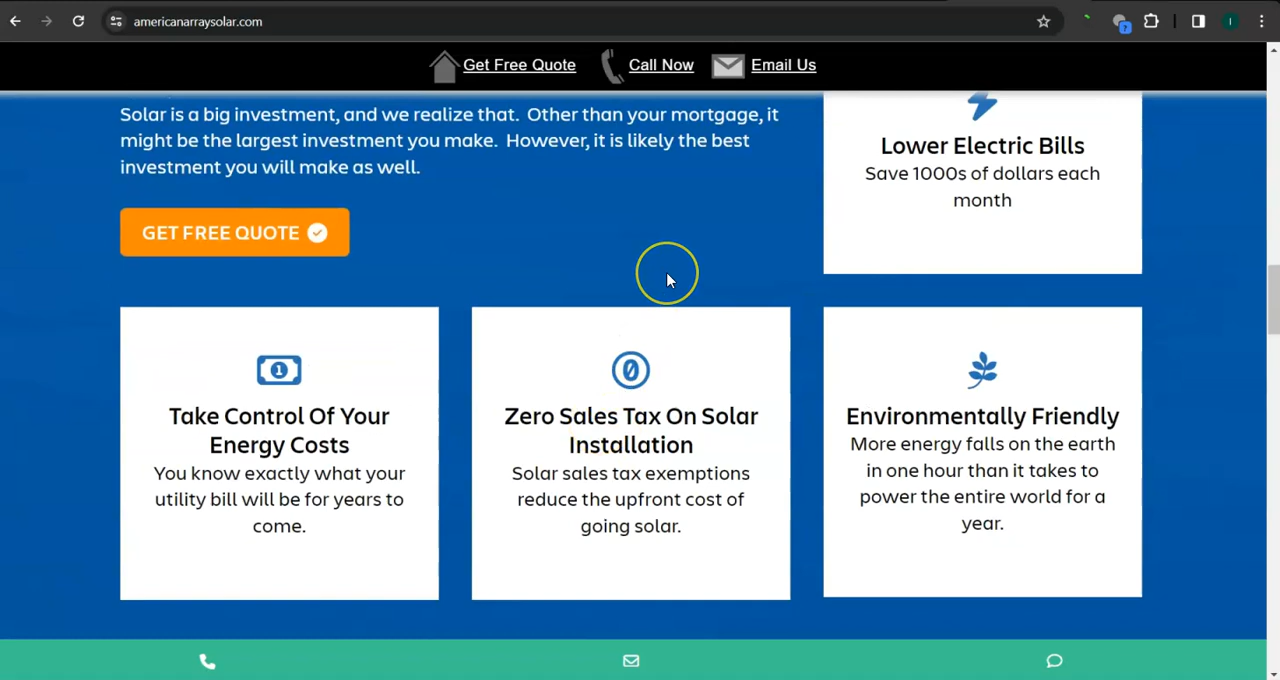 americanarraysolar.com
Get Free Quote
Call Now
Email Us
Solar is a big investment, and we realize that. Other than your mortgage, it
might be the largest investment you make. However, it is likely the best
investment you will make as well.
GET FREE QUOTE
Lower Electric Bills
Save 1000s of dollars each
month
1
Take Control Of Your
Energy Costs
You know exactly what your
utility bill will be for years to
come.
0
Zero Sales Tax On Solar
Installation
Solar sales tax exemptions
reduce the upfront cost of
going solar.
Environmentally Friendly
More energy falls on the earth
in one hour than it takes to
power the entire world for a
year.